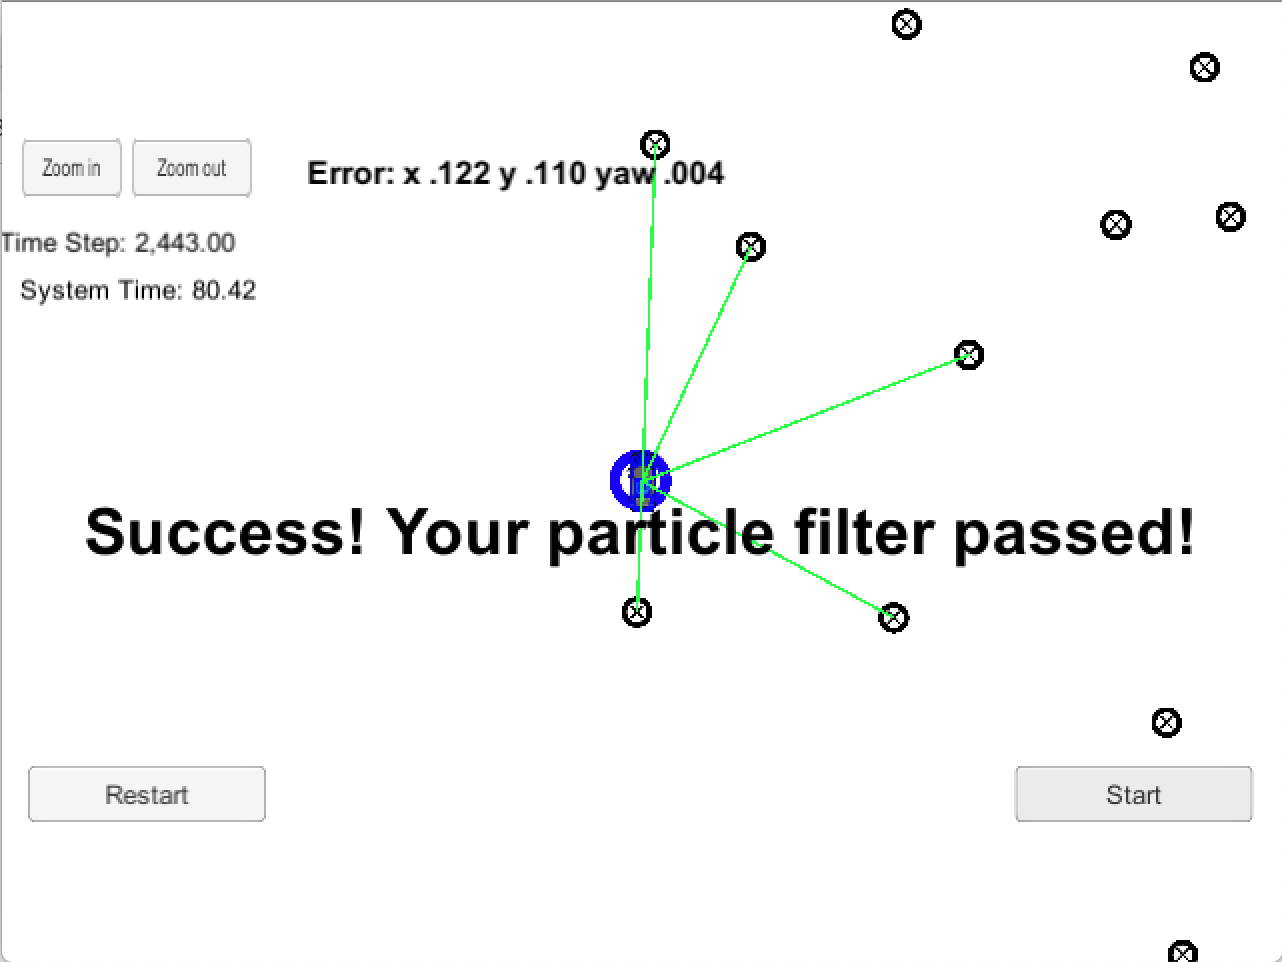 Zoom in
Zoom out
Error: x .122 y .110 yaw .004
Time Step: 2,443.00
System Time: 80.42
Success! Your particle filter passed!
Restart
Start